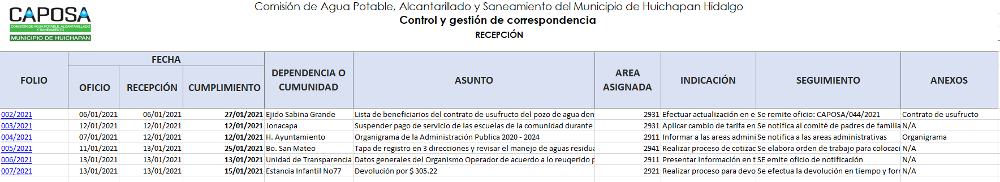 CAPOSA
COMISIÓN DE AGUA POTABLE, ALCANTARILLADO
Y SANEAMIENTO
MUNICIPIO DE HUICHAPAN
Comisión de Agua Potable, Alcantarillado y Saneamiento del Municipio de Huichapan Hidalgo
Control y gestión de correspondencia
RECEPCIÓN
FOLIO FECHA DEPENDENCIA O CUMUNIDAD ASUNTO AREA ASIGNADA INDICACIÓN SEGUIMIENTO ANEXOS
OFICIO RECEPCIÓN CUMPLIMIENTO
002/2021 06/01/2021 06/01/2021 27/01/2021 Ejido Sabina Grande Lista de beneficiarios del contrato de usufructo del pozo de agua den 2931 Efectuar actualización en e Se remite oficio: CAPOSA/044/2021 Contrato de usufructo
003/2021 12/01/2021 12/01/2021 12/01/2021 Jonacapa Suspender pago de servicio de las escuelas de la comunidad durante 2931 Aplicar cambio de tarifa en Se notifica al comité de padres de familia N/A
004/2021 07/01/2021 12/01/2021 12/01/2021 H. Ayuntamiento Organigrama de la Administración Publica 2020 - 2024 2911 Informar a las areas admini Se notifica a las areas administrativas Organigrama
005/2021 11/01/2021 13/01/2021 25/01/2021 Bo. San Mateo Tapa de registro en 3 direcciones y revisar el manejo de aguas residua 2941 Realizar proceso de cotizac Se elabora orden de trabajo para colocaci N/A
006/2021 13/01/2021 13/01/2021 13/01/2021 Unidad de Transparencia Datos generales del Organismo Operador de acuerdo a lo reuqerido p 2911 Presentar información en t SE emite oficio de notificación N/A
007/2021 13/01/2021 13/01/2021 15/01/2021 Estancia Infantil No77 Devolución por $ 305.22 2921 Realizar proceso para devo Se efectua la devolución en tiempo y forr N/A